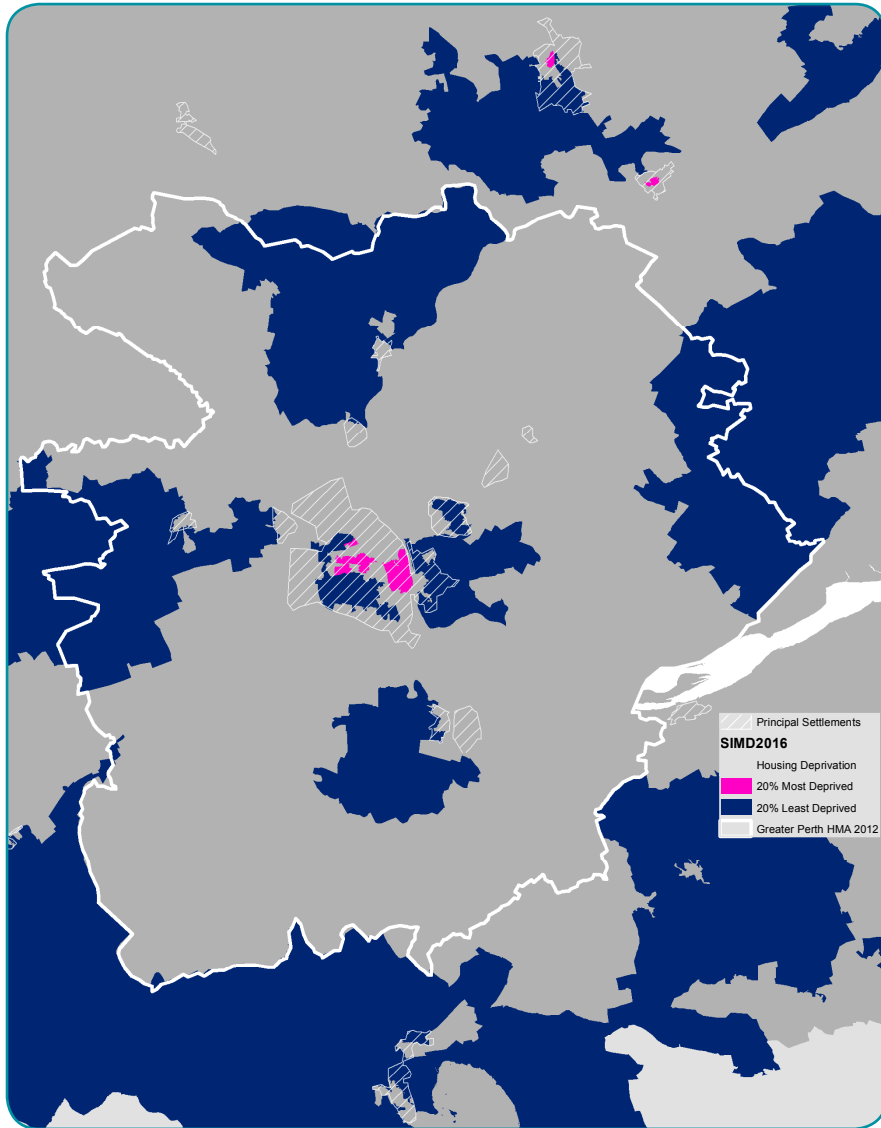 Principal Settlements
SIMD2016
Housing Deprivation
20% Most Deprived
20% Least Deprived
Greater Perth HMA 2012